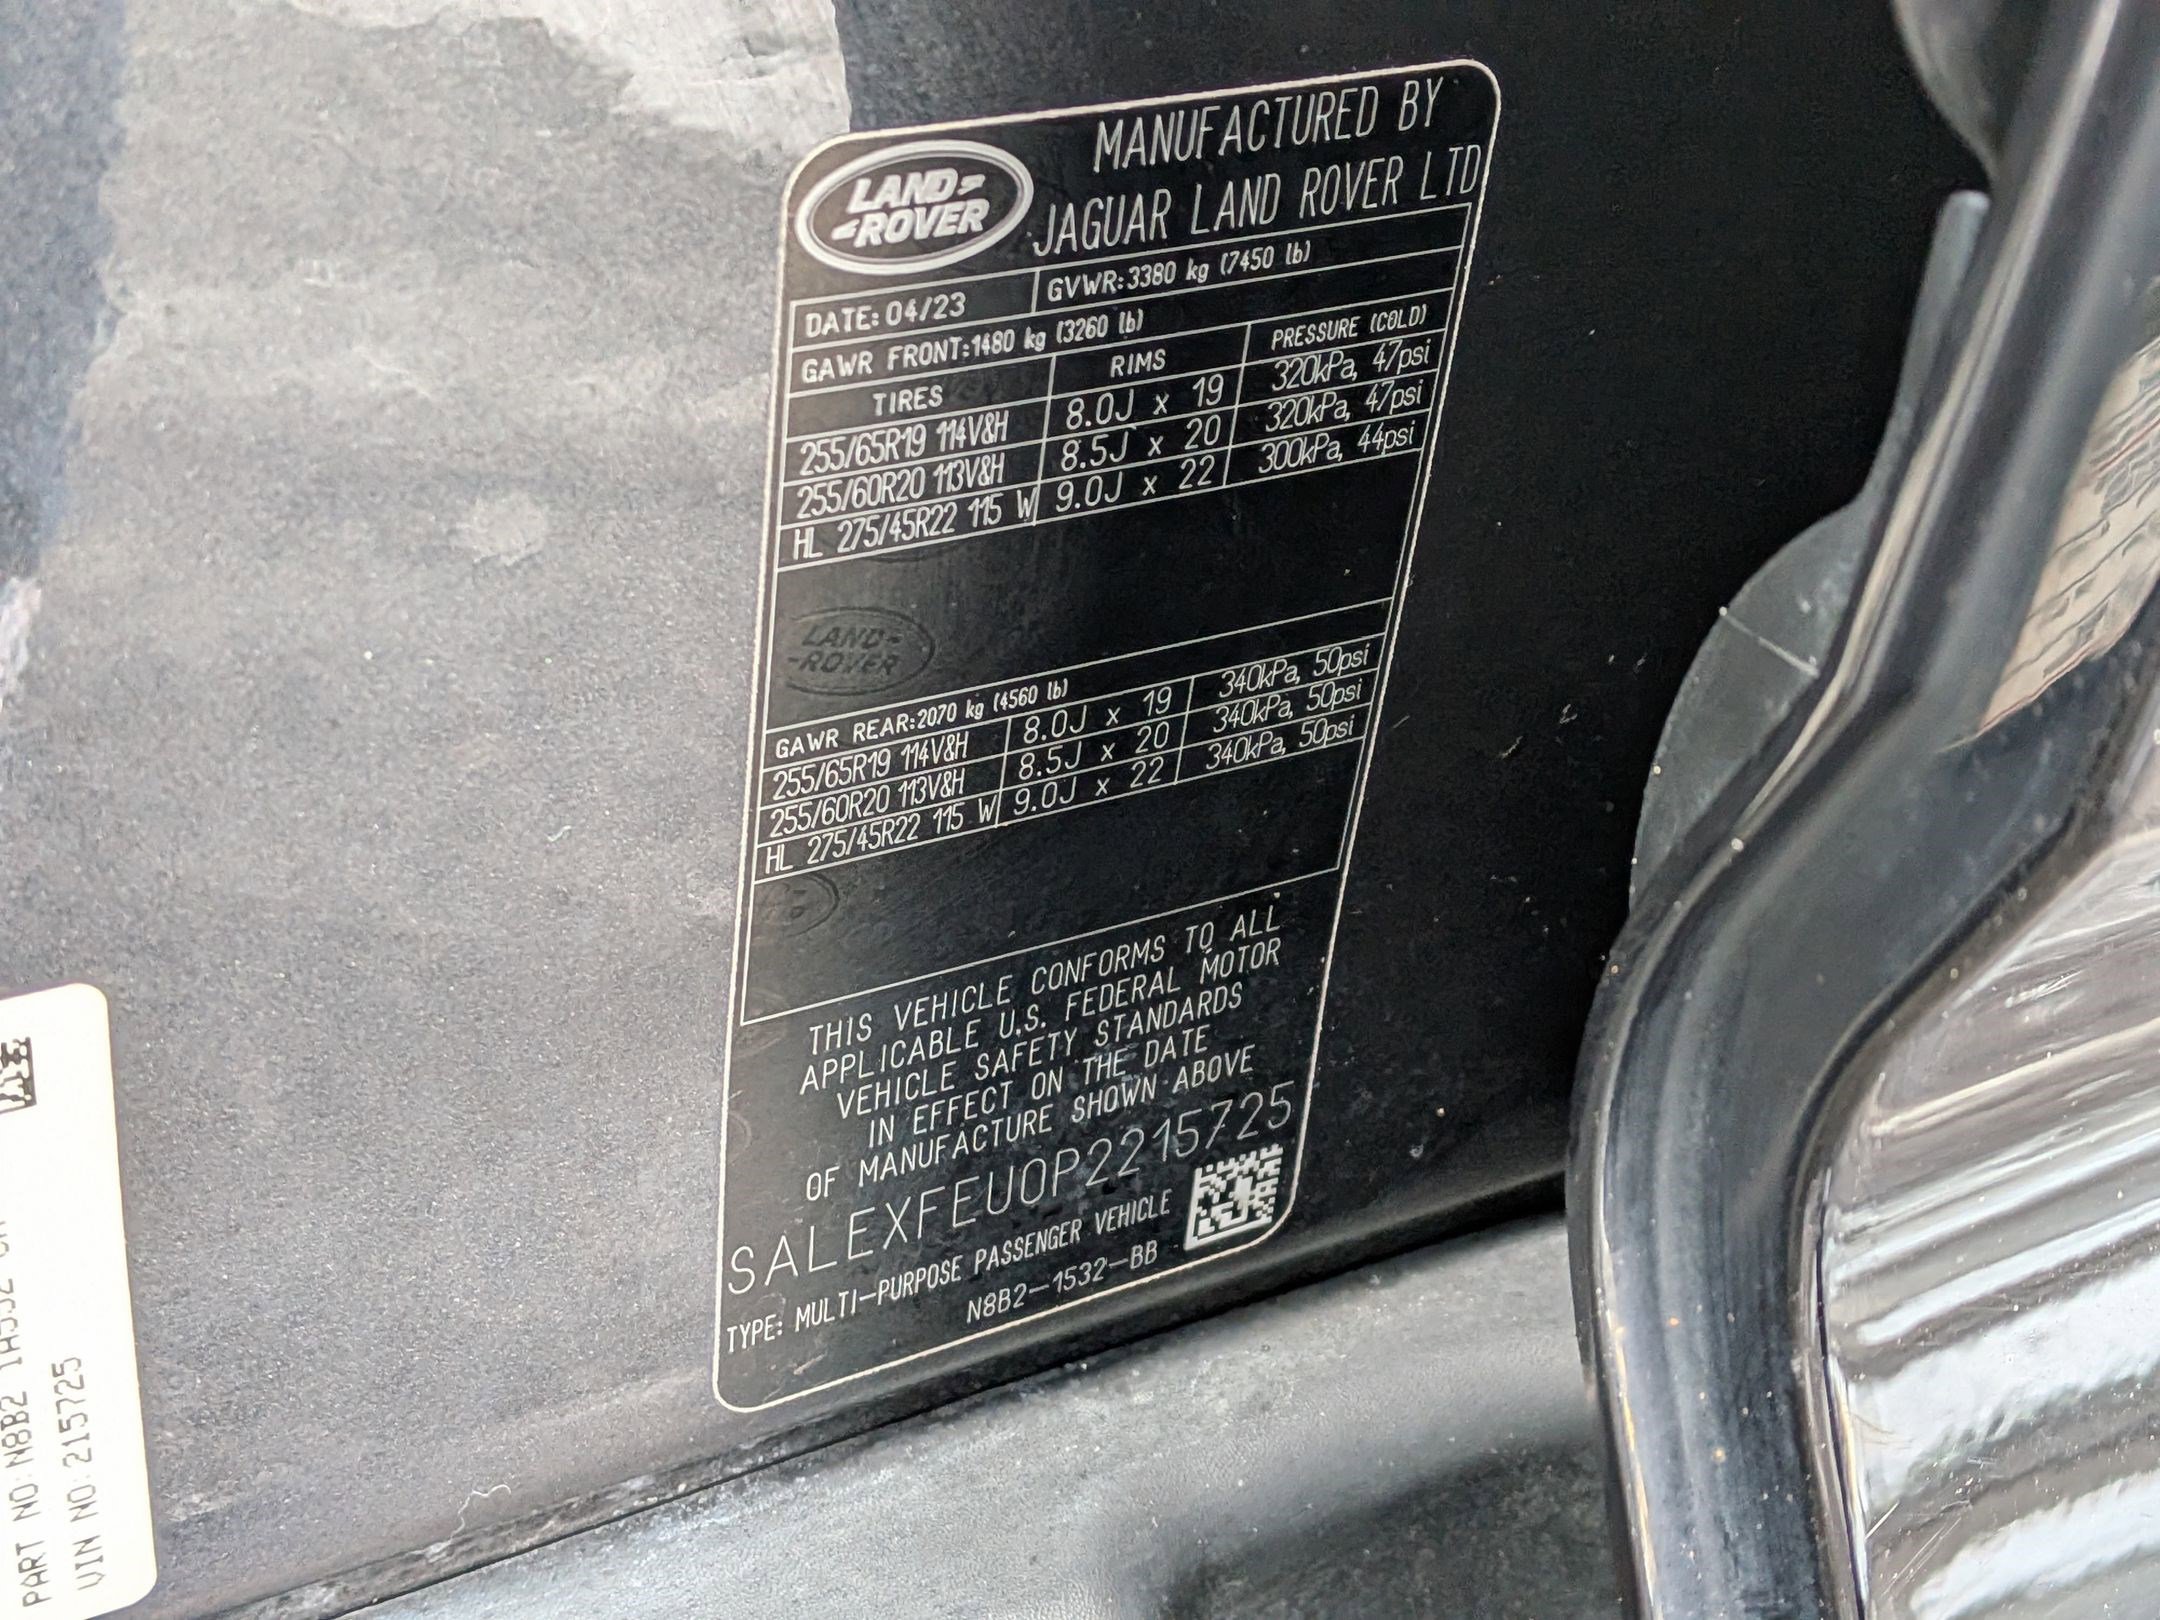 LAND ROVER
MANUFACTURED BY
JAGUAR LAND ROVER LTD
DATE: 04/23 GVWR: 3380 kg (7450 lb)
GAWR FRONT: 1480 kg (3260 lb)
TIRES RIMS PRESSURE (COLD)
255/65R19 114V&H 8.0J x 19 320kPa, 47psi
255/60R20 113V&H 8.5J x 20 320kPa, 47psi
HL 275/45R22 115 W 9.0J x 22 300kPa, 44psi
LAND ROVER
GAWR REAR: 2070 kg (4560 lb)
255/65R19 114V&H 8.0J x 19 340kPa, 50psi
255/60R20 113V&H 8.5J x 20 340kPa, 50psi
HL 275/45R22 115 W 9.0J x 22 340kPa, 50psi
THIS VEHICLE CONFORMS TO ALL
APPLICABLE U.S. FEDERAL MOTOR
VEHICLE SAFETY STANDARDS
IN EFFECT ON THE DATE
OF MANUFACTURE SHOWN ABOVE
SALEXFEU0P2215725
TYPE: MULTI-PURPOSE PASSENGER VEHICLE
N8B2-1532-BB
PART NO: N8B2
VIN NO: 215725